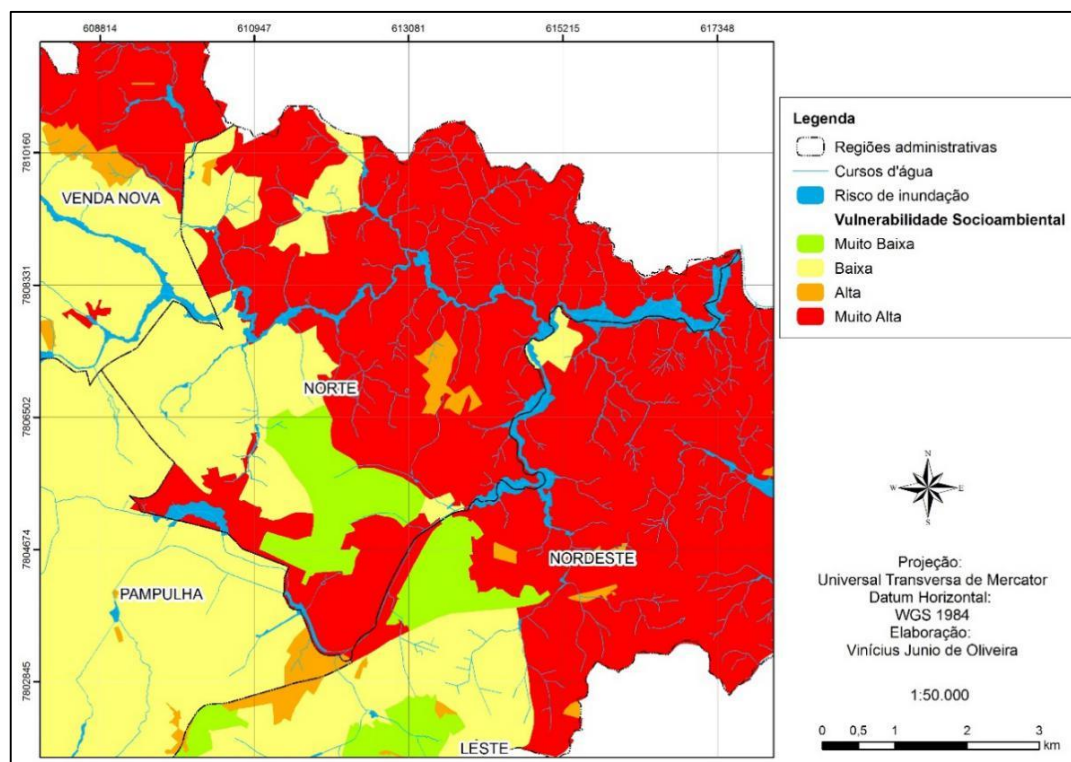 608814 610947 613081 615215 617348
7810160
7808331
7806502
7804674
7802845
VENDA NOVA
NORTE
NORDESTE
PAMPULHA
LESTE
Legenda
Regiões administrativas
Cursos d'água
Risco de inundação
Vulnerabilidade Socioambiental
Muito Baixa
Baixa
Alta
Muito Alta
N
W E
S
Projeção:
Universal Transversa de Mercator
Datum Horizontal:
WGS 1984
Elaboração:
Vinícius Junio de Oliveira
1:50.000
0 0,5 1 2 3
km